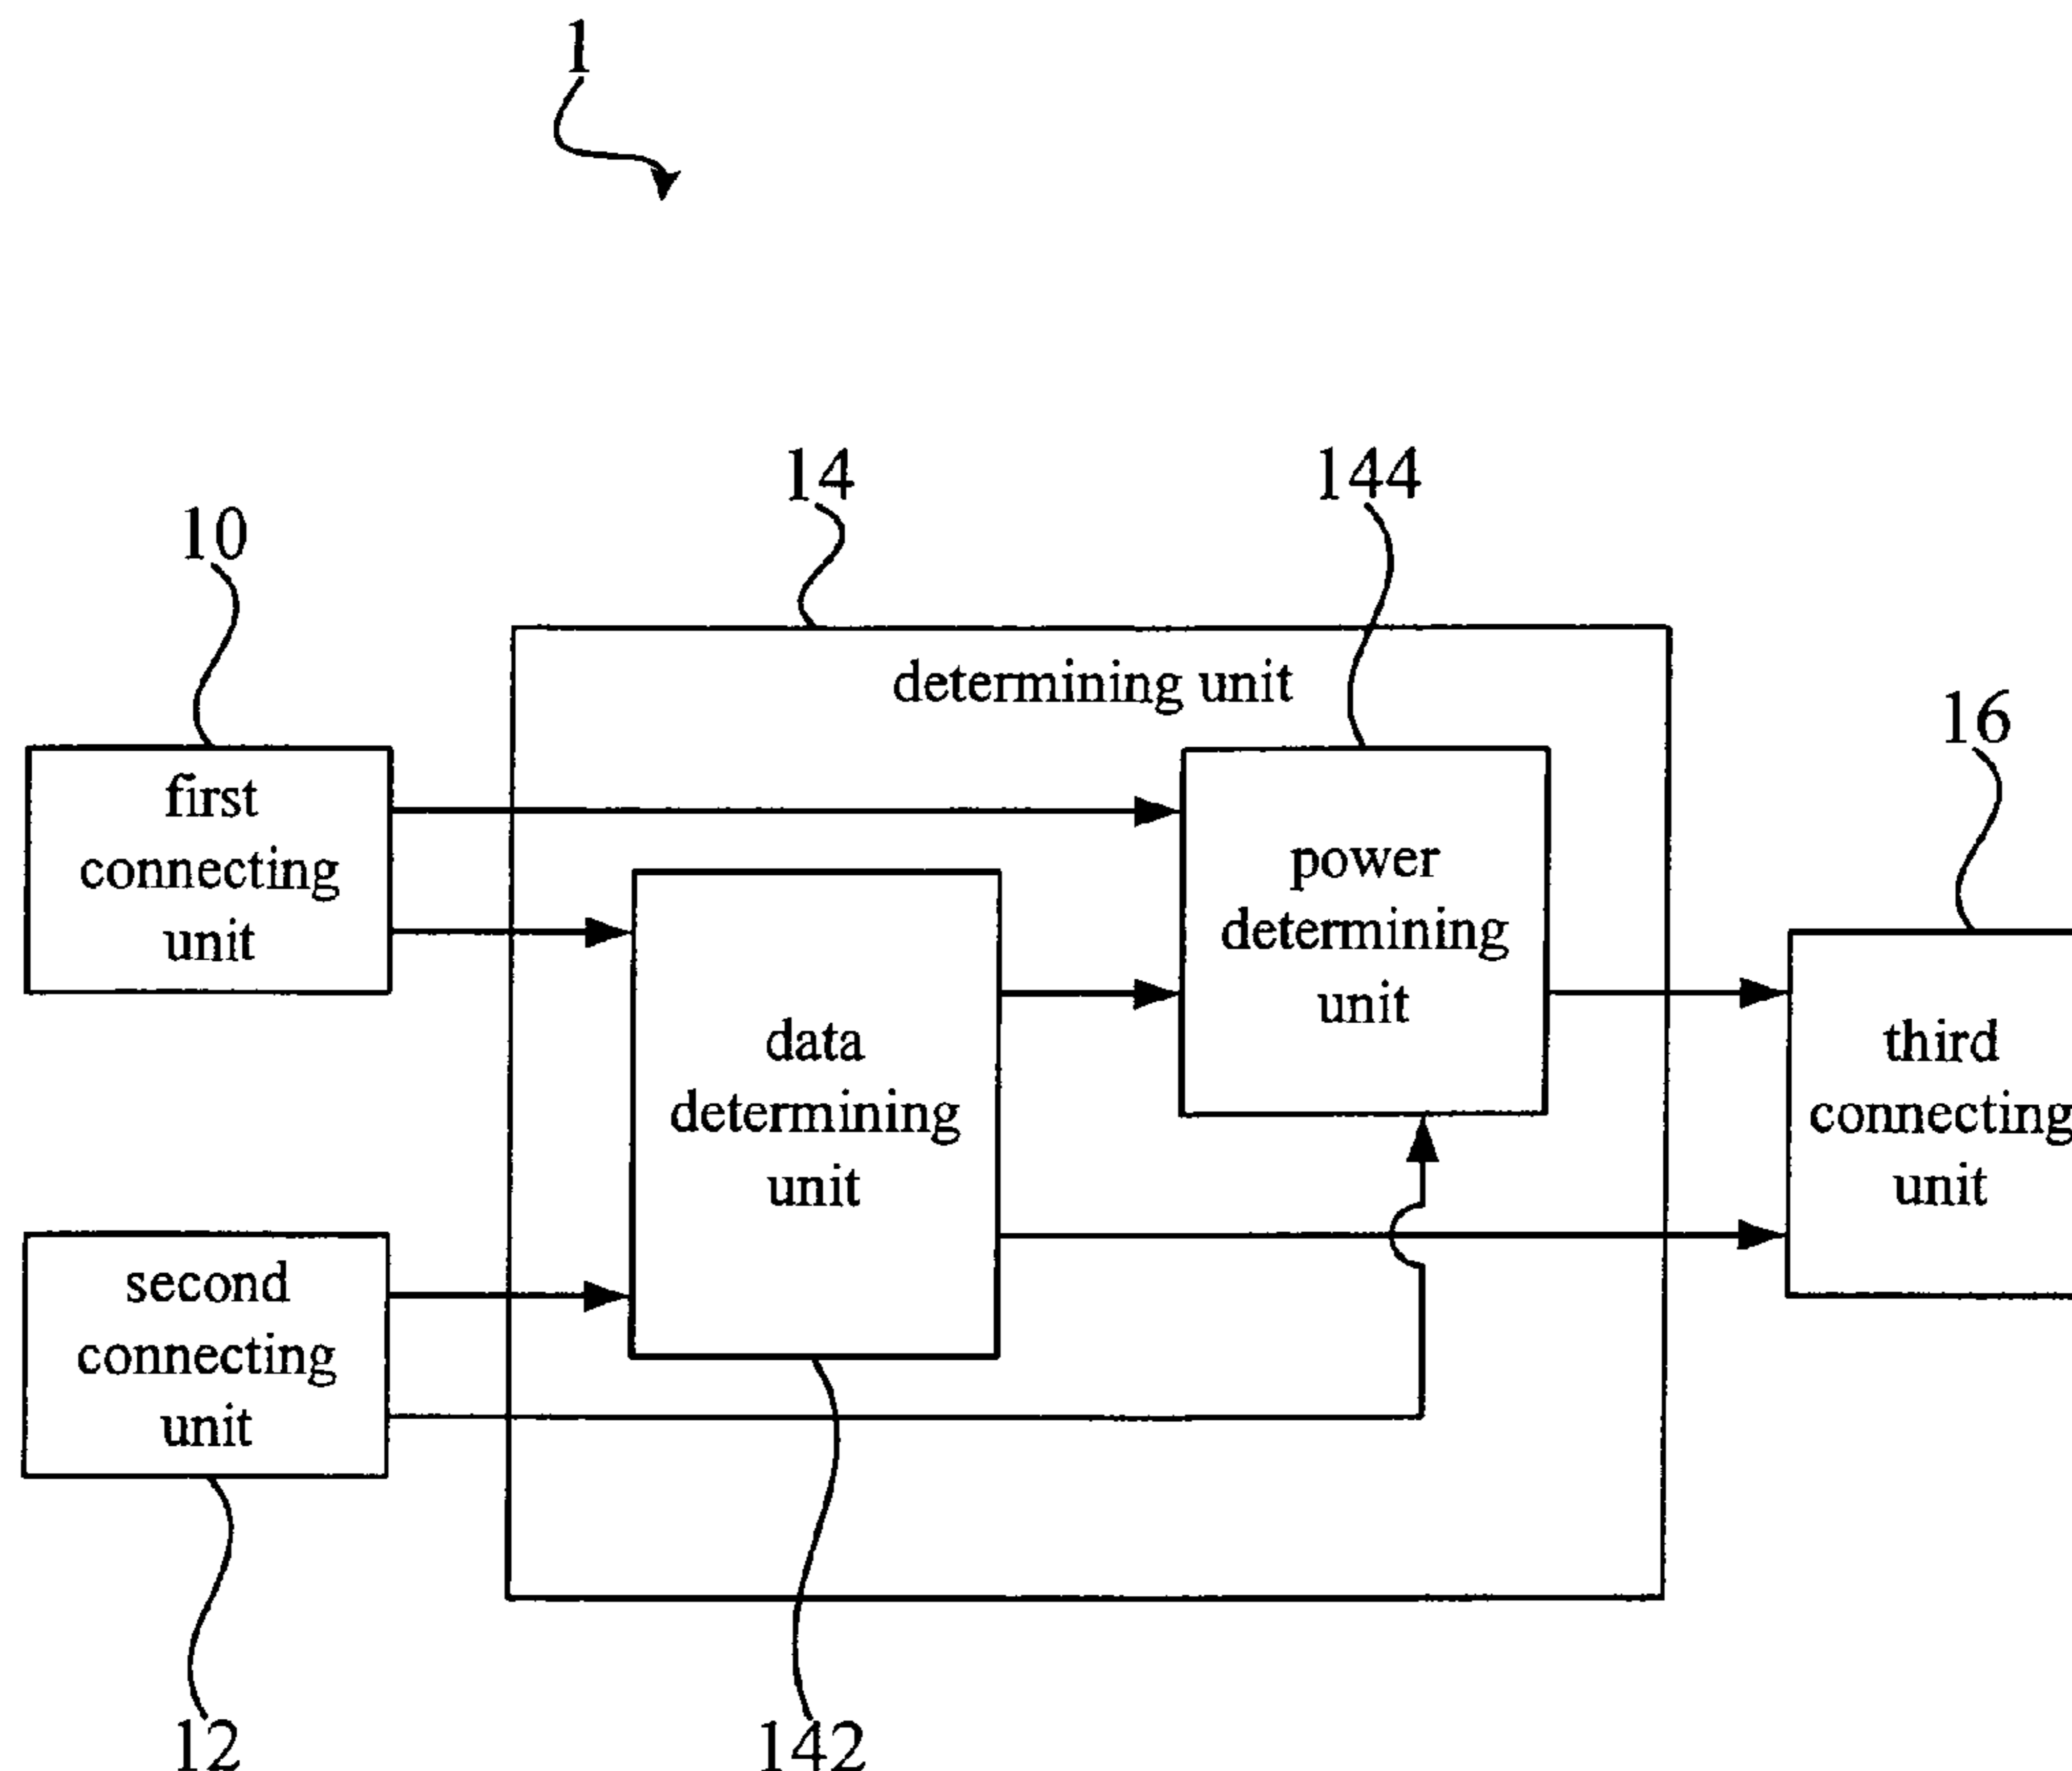 1
14
144
10
determining unit
16
first
connecting
unit
power
determining
unit
data
determining
unit
third
connecting
unit
second
connecting
unit
12
142